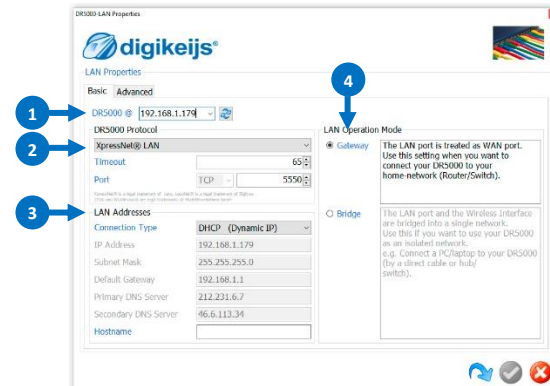 DR5000-LAN Properties
digikeijs®
LAN Properties
4
Basic Advanced
1
DR5000 @ 192.168.1.179
DR5000 Protocol
LAN Operation Mode
2
XpressNet® LAN
Timeout 65
Port TCP 5550
Gateway
The LAN port is treated as WAN port.
Use this setting when you want to
connect your DR5000 to your
home-network (Router/Switch).
3
LAN Addresses
Connection Type DHCP (Dynamic IP)
IP Address 192.168.1.179
Subnet Mask 255.255.255.0
Default Gateway 192.168.1.1
Primary DNS Server 212.231.6.7
Secondary DNS Server 46.6.113.34
Hostname
Bridge
The LAN port and the Wireless Interface
are bridged into a single network.
Use this if you want to use your DR5000
as an isolated network.
e.g. Connect a PC/laptop to your DR5000
(by a direct cable or hub/
switch).